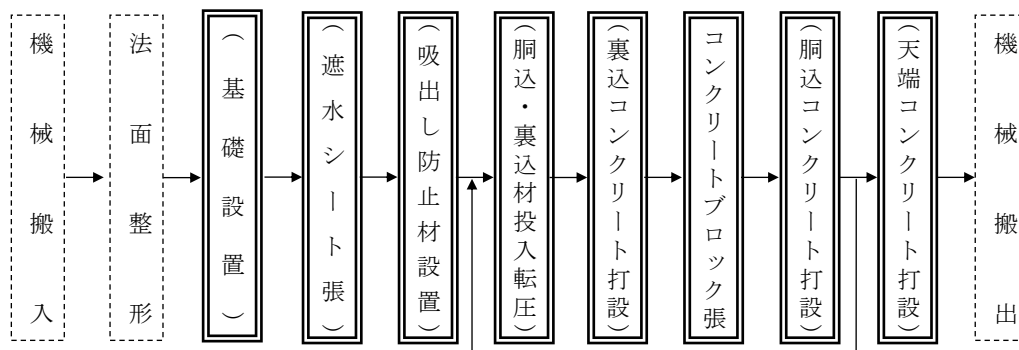 機械搬入
法面整形
（基礎設置）
（遮水シート張）
（吸出し防止材設置）
（胴込・裏込材投入転圧）
（裏込コンクリート打設）
コンクリートブロック張
（胴込コンクリート打設）
（天端コンクリート打設）
機械搬出